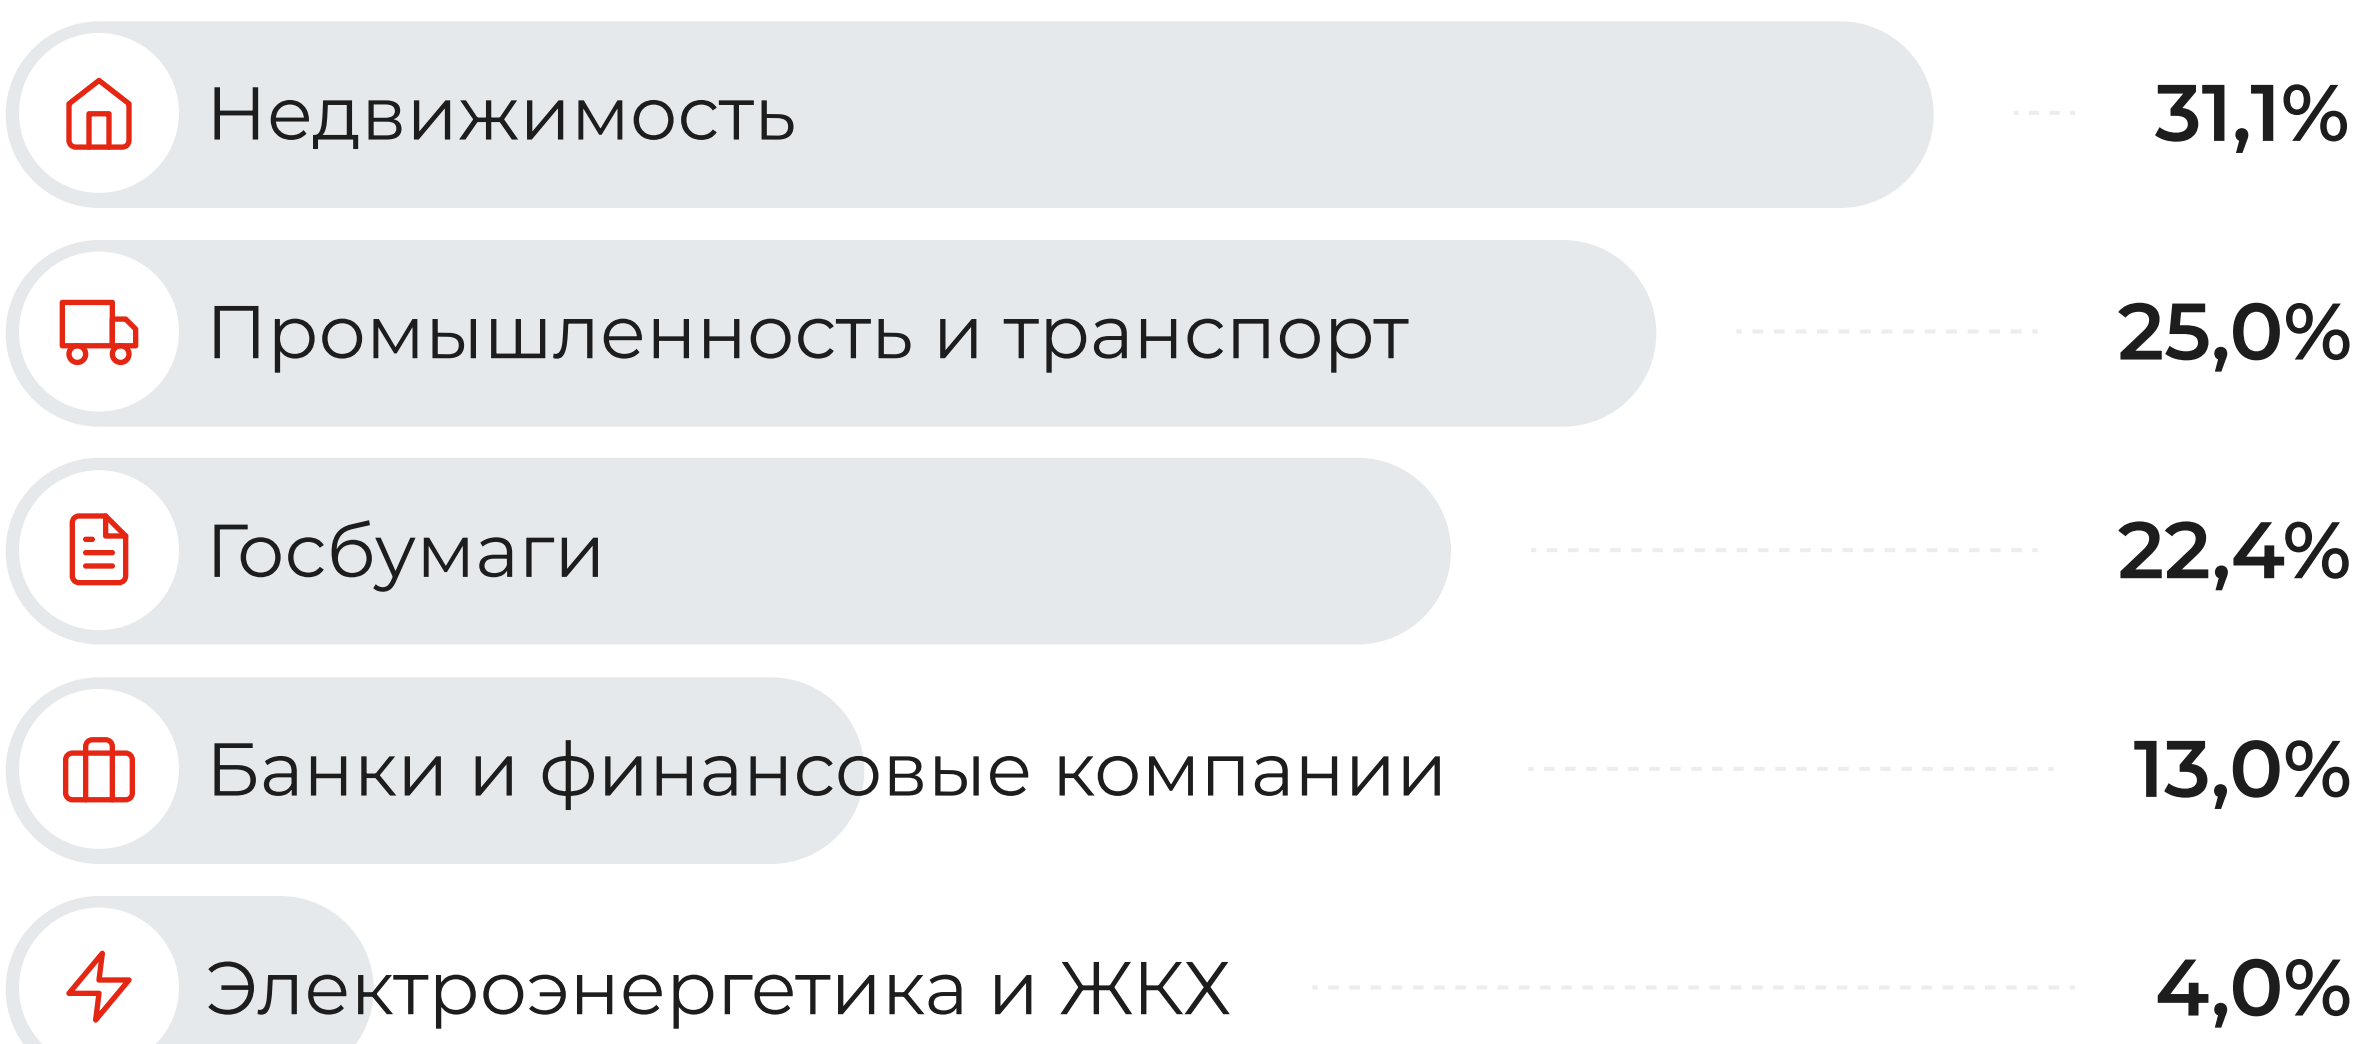 Недвижимость 31,1%
Промышленность и транспорт 25,0%
Госбумаги 22,4%
Банки и финансовые компании 13,0%
Электроэнергетика и ЖКХ 4,0%